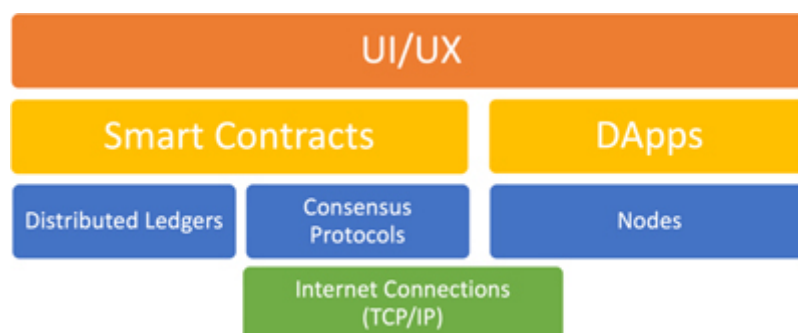 UI/UX
Smart Contracts
DApps
Distributed Ledgers
Consensus
Protocols
Nodes
Internet Connections
(TCP/IP)